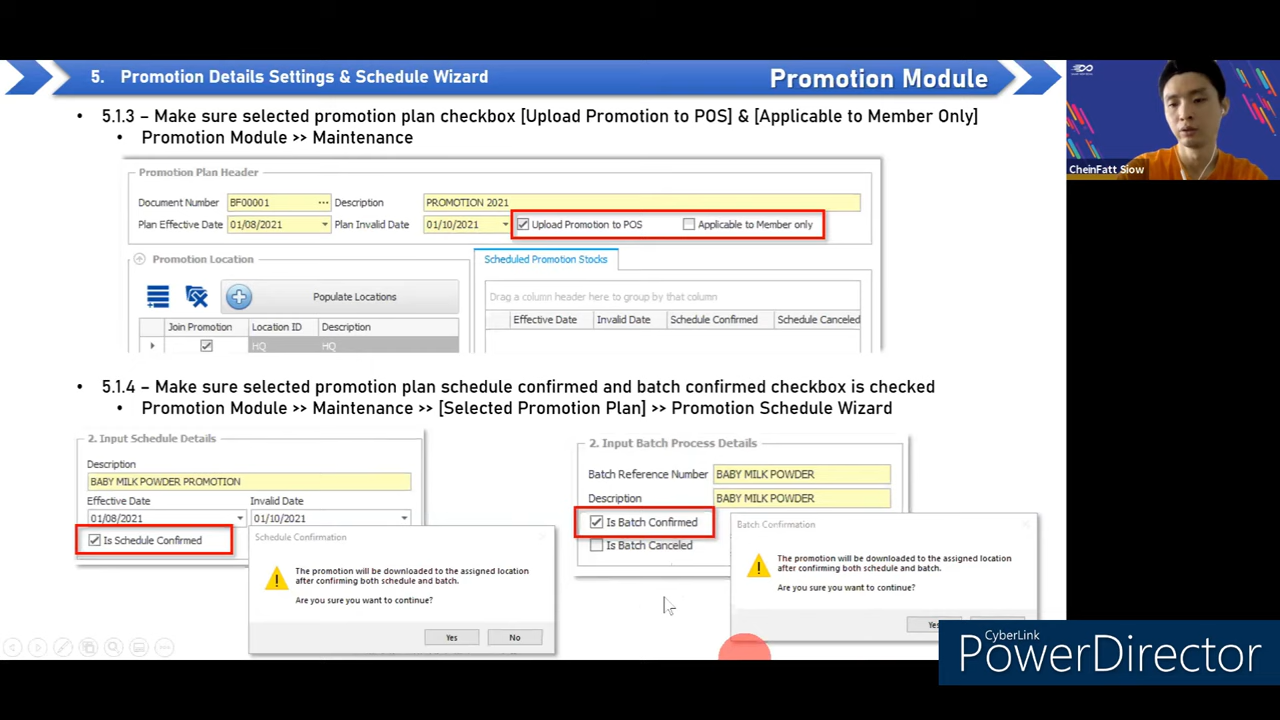 5. Promotion Details Settings & Schedule Wizard
Promotion Module
CheinFatt Siow
• 5.1.3 – Make sure selected promotion plan checkbox [Upload Promotion to POS] & [Applicable to Member Only]
• Promotion Module >> Maintenance
Promotion Plan Header
Document Number BF00001 ... Description PROMOTION 2021
Plan Effective Date 01/08/2021 Plan Invalid Date 01/10/2021 Upload Promotion to POS Applicable to Member only
Promotion Location
Scheduled Promotion Stocks
Populate Locations
Drag a column header here to group by that column
Join Promotion Location ID Description
Effective Date Invalid Date Schedule Confirmed Schedule Canceled
HQ HQ
• 5.1.4 – Make sure selected promotion plan schedule confirmed and batch confirmed checkbox is checked
• Promotion Module >> Maintenance >> [Selected Promotion Plan] >> Promotion Schedule Wizard
2. Input Schedule Details
Description
BABY MILK POWDER PROMOTION
Effective Date Invalid Date
01/08/2021 01/10/2021
Is Schedule Confirmed
Schedule Confirmation
The promotion will be downloaded to the assigned location
after confirming both schedule and batch.
Are you sure you want to continue?
Yes No
2. Input Batch Process Details
Batch Reference Number BABY MILK POWDER
Description BABY MILK POWDER
Is Batch Confirmed
Is Batch Canceled
Batch Confirmation
The promotion will be downloaded to the assigned location
after confirming both schedule and batch.
Are you sure you want to continue?
Yes
CyberLink
PowerDirector